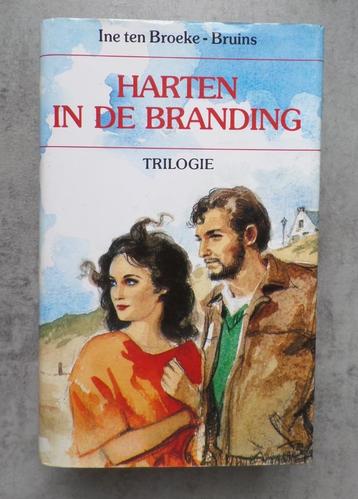 Ine ten Broeke - Bruins
HARTEN
IN DE BRANDING
TRILOGIE